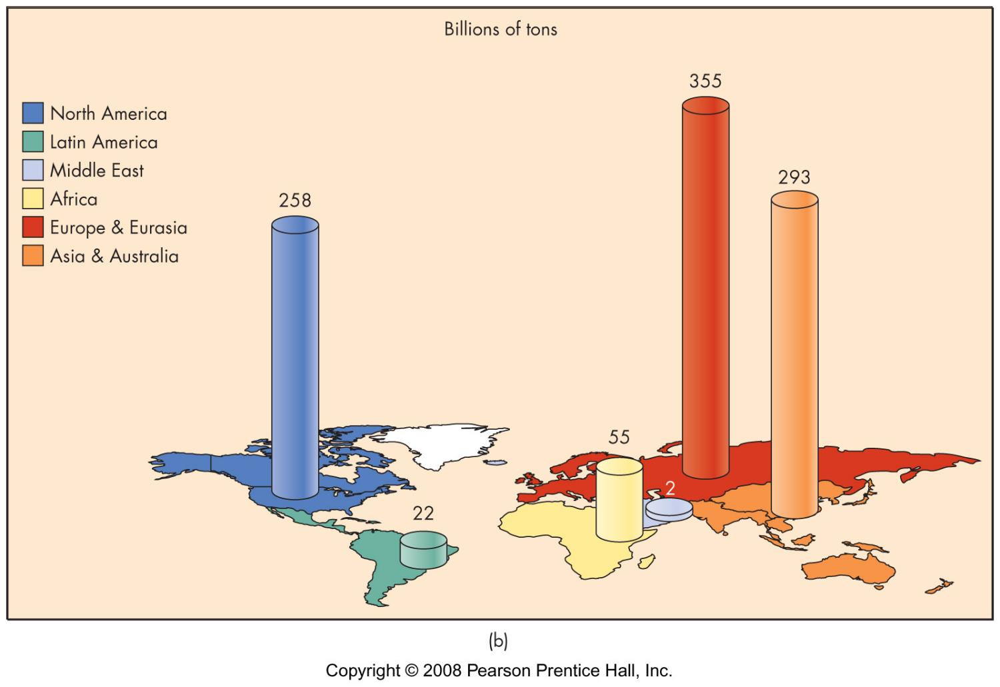 Billions of tons
North America
Latin America
Middle East
Africa
Europe & Eurasia
Asia & Australia
258
22
55
2
355
293
(b)
Copyright © 2008 Pearson Prentice Hall, Inc.